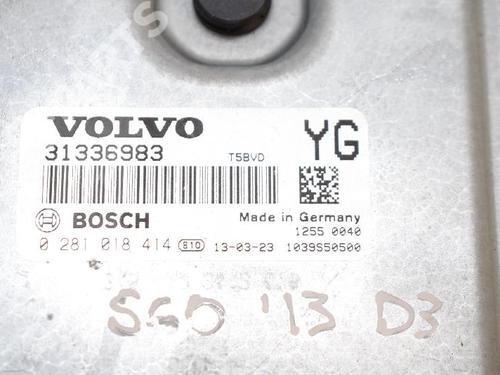 VOLVO
31336983
T5BVD
YG
BOSCH
Made in Germany
1255 0040
0 281 018 414 810 13-03-23 1039S50500
S60 '13 D3